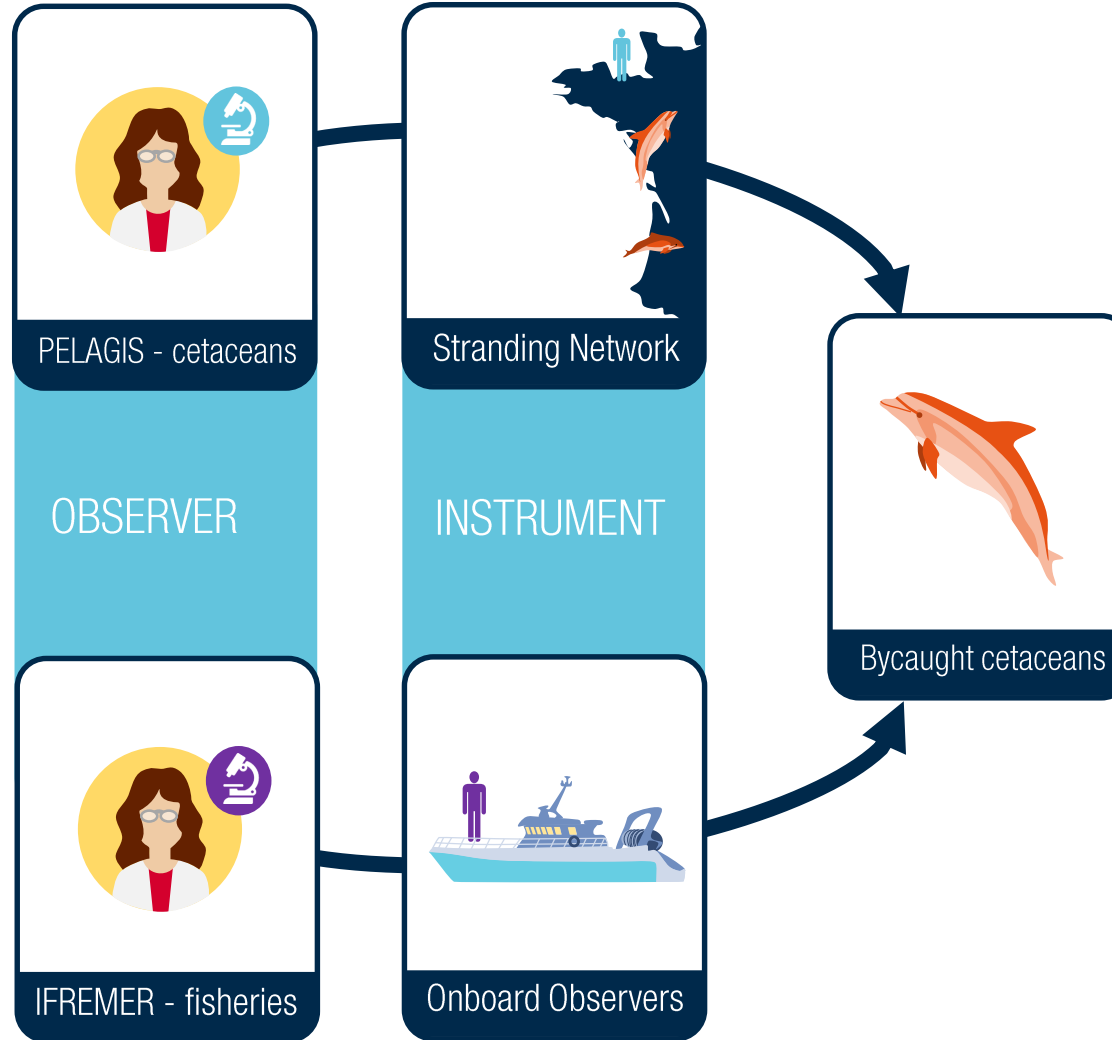 PELAGIS - cetaceans
Stranding Network
OBSERVER
INSTRUMENT
Bycaught cetaceans
IFREMER - fisheries
Onboard Observers